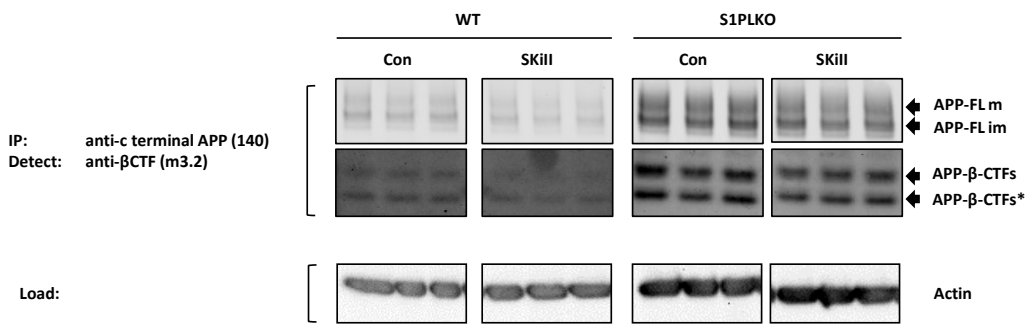 WT S1PLKO
Con SKiII Con SKiII
APP-FL m
IP: anti-c terminal APP (140) APP-FL im
Detect: anti-βCTF (m3.2)
APP-β-CTFs
APP-β-CTFs*
Load: Actin